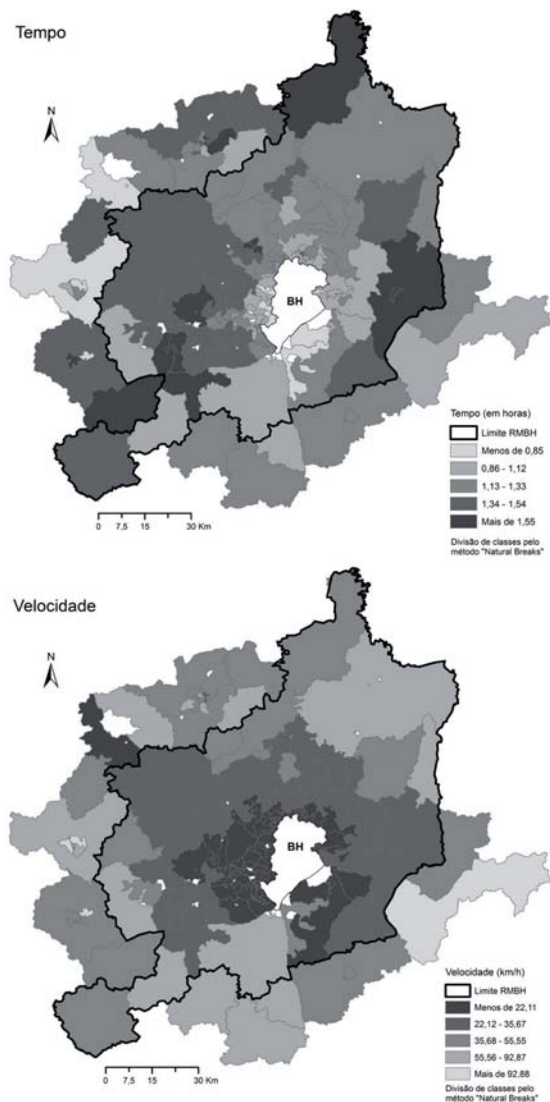 Tempo
N
BH
Tempo (em horas)
Limite RMBH
Menos de 0,85
0,86 - 1,12
1,13 - 1,33
1,34 - 1,54
Mais de 1,55
Divisão de classes pelo
método "Natural Breaks"
0 7,5 15 30 Km
Velocidade
N
BH
Velocidade (km/h)
Limite RMBH
Menos de 22,11
22,12 - 35,67
35,68 - 55,55
55,56 - 92,87
Mais de 92,88
Divisão de classes pelo
método "Natural Breaks"
0 7,5 15 30 Km